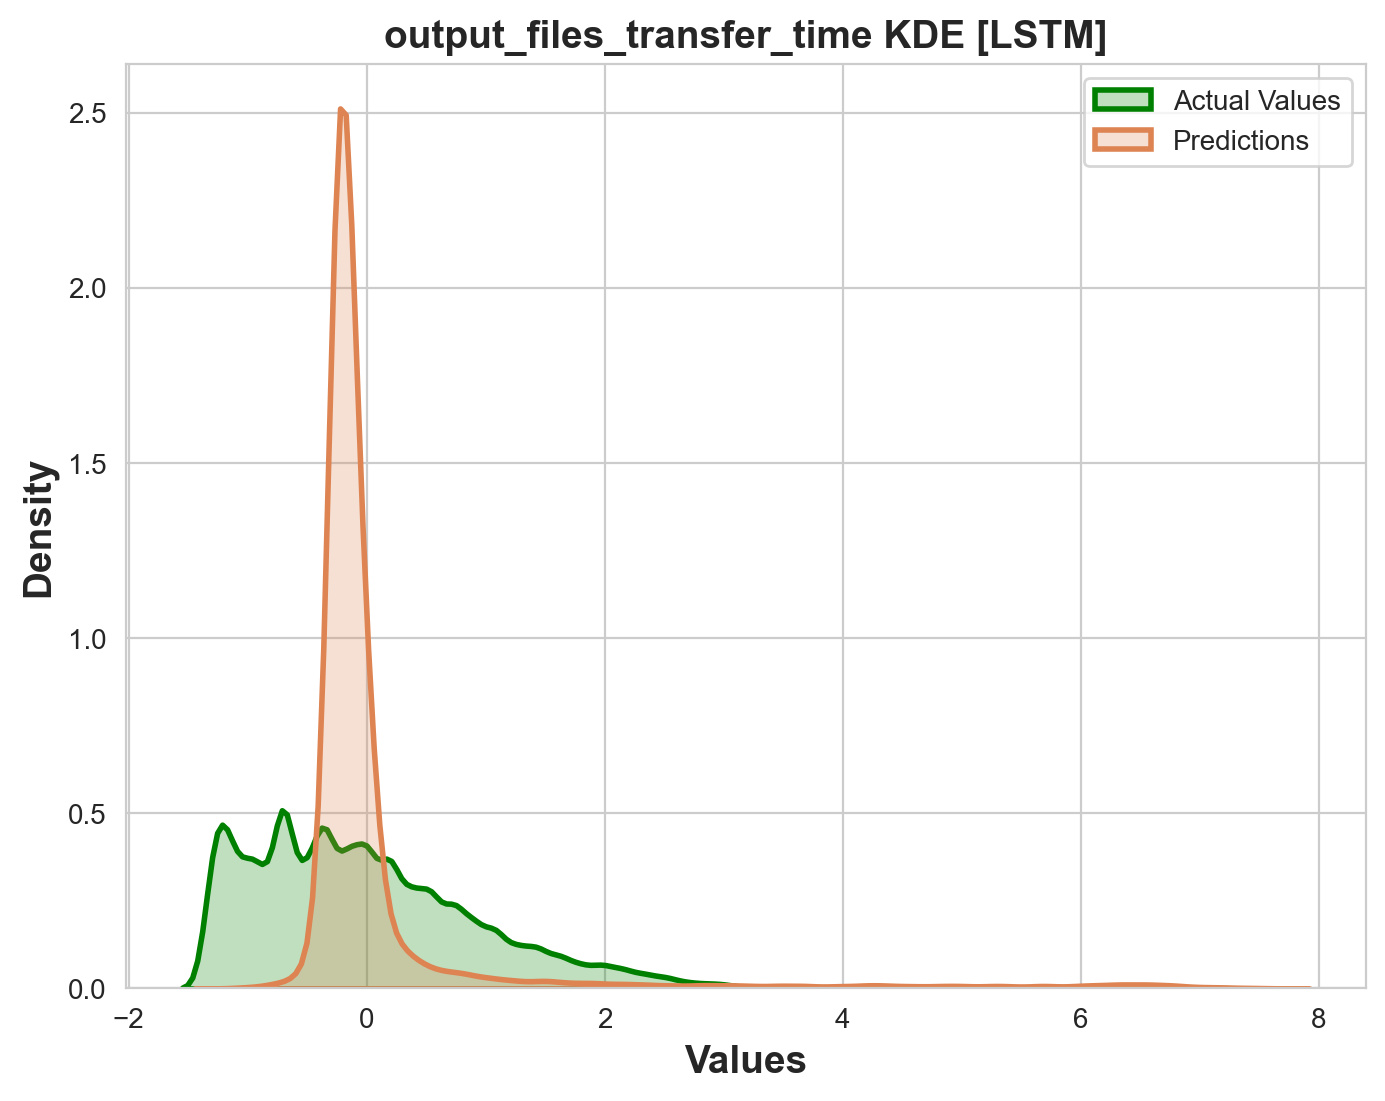 output_files_transfer_time KDE [LSTM]
Actual Values
Predictions
Density
2.5
2.0
1.5
1.0
0.5
0.0
−2
0
2
4
6
8
Values